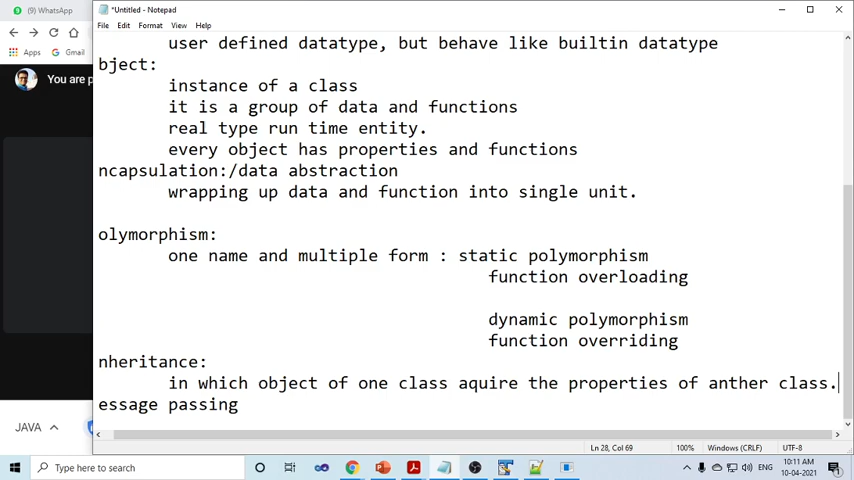 (9) WhatsApp
*Untitled - Notepad
File Edit Format View Help
Apps Gmail
You are p
user defined datatype, but behave like builtin datatype
bject:
instance of a class
it is a group of data and functions
real type run time entity.
every object has properties and functions
ncapsulation:/data abstraction
wrapping up data and function into single unit.
olymorphism:
one name and multiple form : static polymorphism
function overloading
dynamic polymorphism
function overriding
nheritance:
in which object of one class aquire the properties of anther class.
essage passing
JAVA
Ln 28, Col 69 100% Windows (CRLF) UTF-8
Type here to search
ENG
10:11 AM
10-04-2021